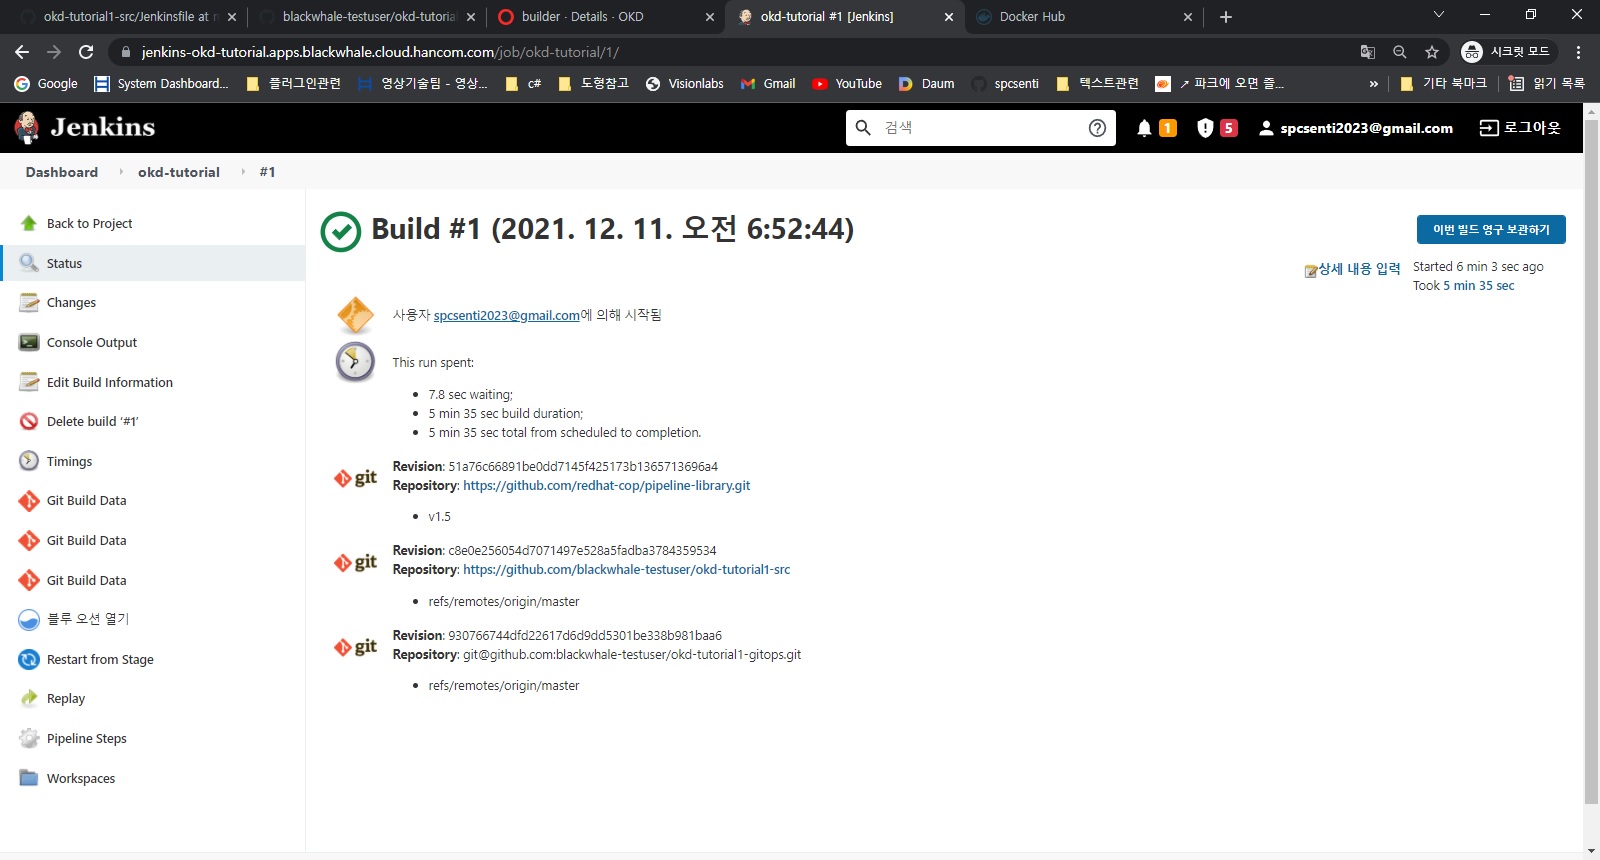 okd-tutorial1-src/Jenkinsfile at
blackwhale-testuser/okd-tutorial
builder · Details · OKD
okd-tutorial #1 [Jenkins]
Docker Hub
jenkins-okd-tutorial.apps.blackwhale.cloud.hancom.com/job/okd-tutorial/1/
시크릿 모드
Google
System Dashboard...
플러그인관련
영상기술팀 - 영상...
c#
도형참고
Visionlabs
Gmail
YouTube
Daum
spcsenti
텍스트관련
↗ 파크에 오면 즐...
»
기타 북마크
읽기 목록
Jenkins
검색
1
5
spcsenti2023@gmail.com
로그아웃
Dashboard
okd-tutorial
#1
Back to Project
Status
Changes
Console Output
Edit Build Information
Delete build ‘#1’
Timings
Git Build Data
Git Build Data
Git Build Data
블루 오션 열기
Restart from Stage
Replay
Pipeline Steps
Workspaces
Build #1 (2021. 12. 11. 오전 6:52:44)
이번 빌드 영구 보관하기
상세 내용 입력
Started 6 min 3 sec ago
Took 5 min 35 sec
사용자 spcsenti2023@gmail.com에 의해 시작됨
This run spent:
• 7.8 sec waiting;
• 5 min 35 sec build duration;
• 5 min 35 sec total from scheduled to completion.
git
Revision: 51a76c66891be0dd7145f425173b1365713696a4
Repository: https://github.com/redhat-cop/pipeline-library.git
• v1.5
git
Revision: c8e0e256054d7071497e528a5fadba3784359534
Repository: https://github.com/blackwhale-testuser/okd-tutorial1-src
• refs/remotes/origin/master
git
Revision: 930766744dfd22617d6d9dd5301be338b981baa6
Repository: git@github.com:blackwhale-testuser/okd-tutorial1-gitops.git
• refs/remotes/origin/master